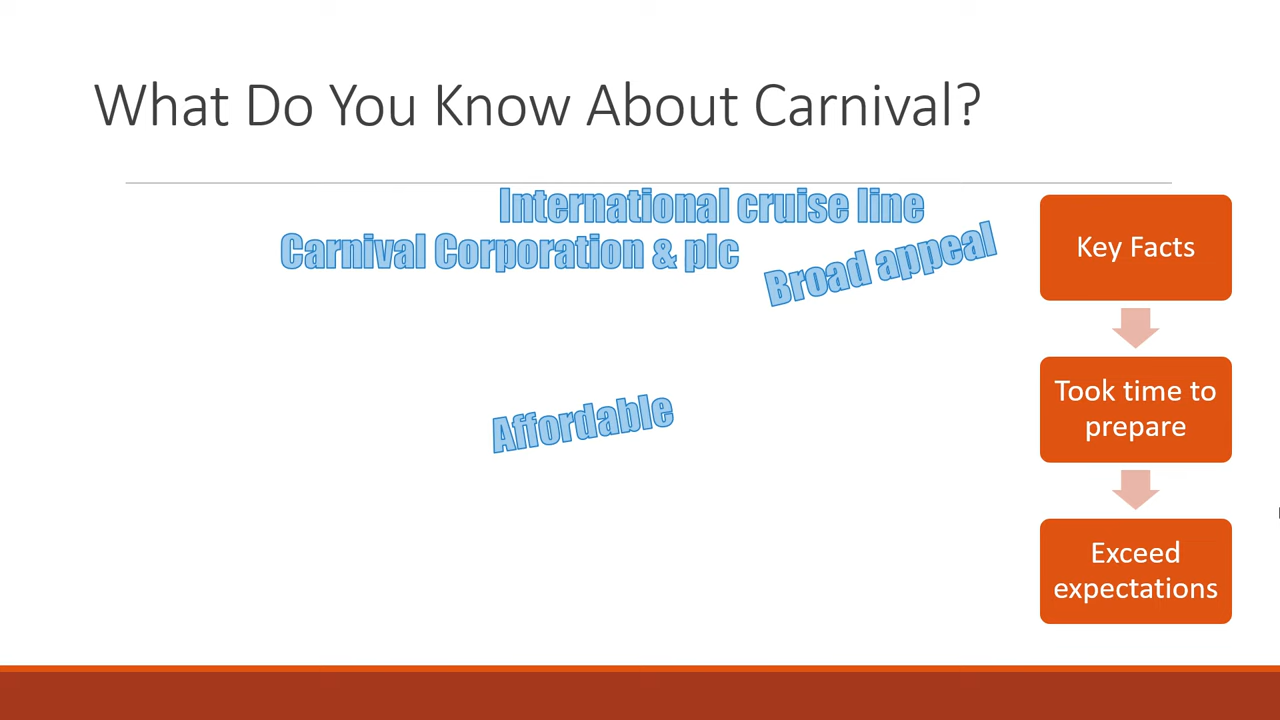 What Do You Know About Carnival?
International cruise line
Carnival Corporation & plc
Broad appeal
Affordable
Key Facts
Took time to
prepare
Exceed
expectations